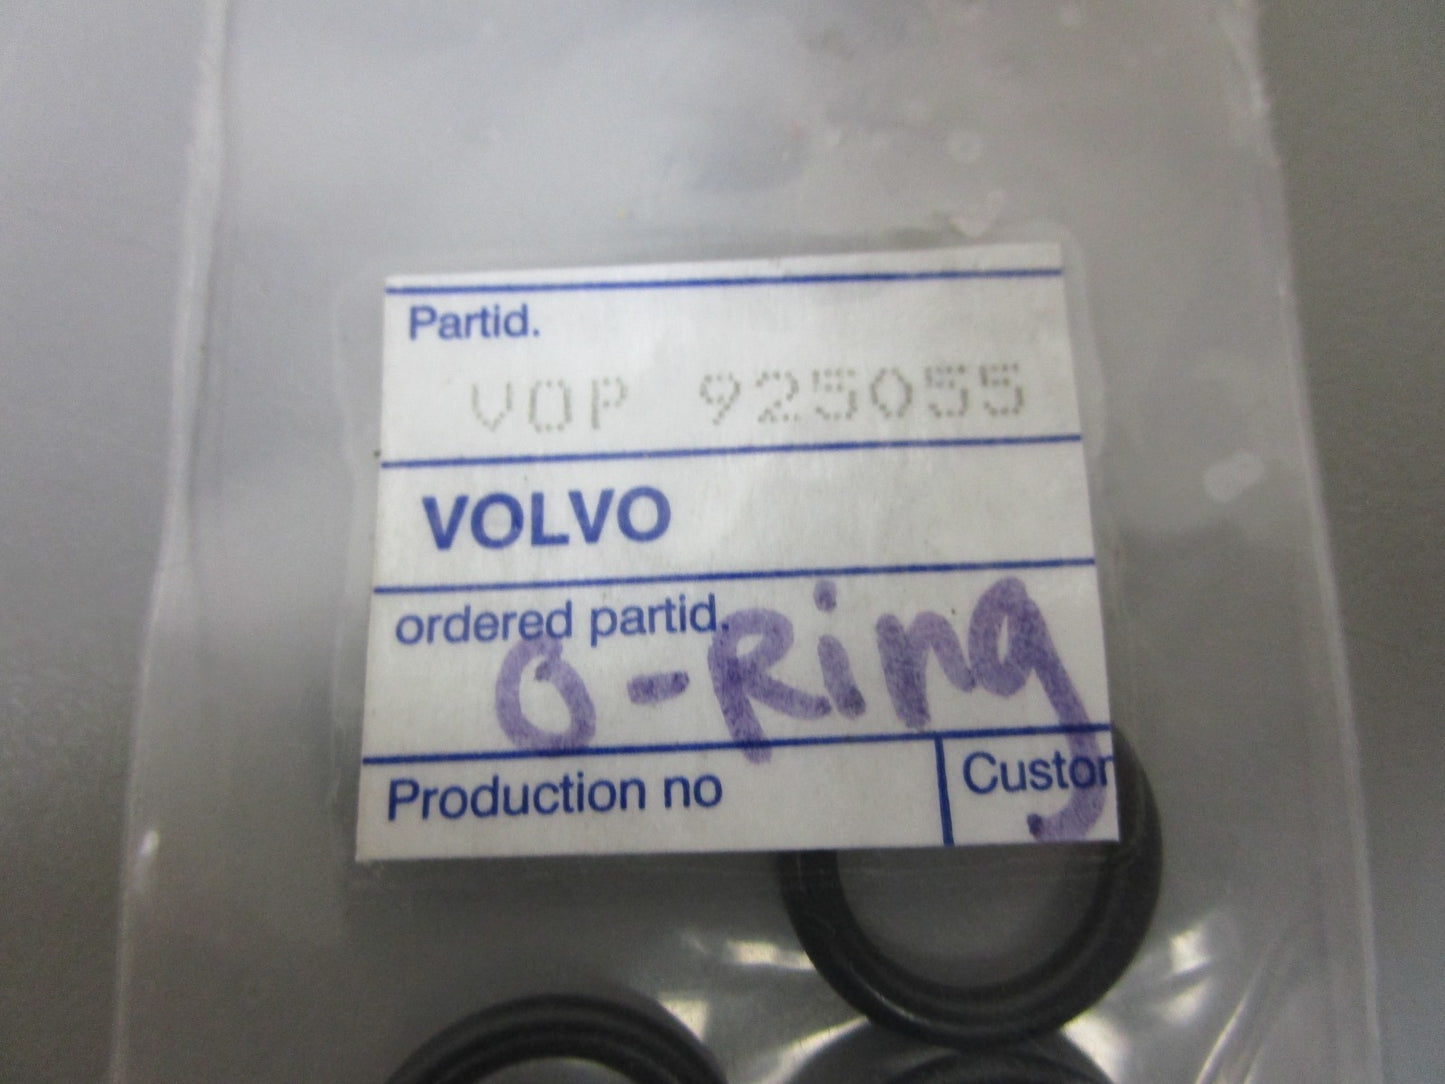 Partid.
VOP 925055
VOLVO
ordered partid.
O-Ring
Production no
Custor